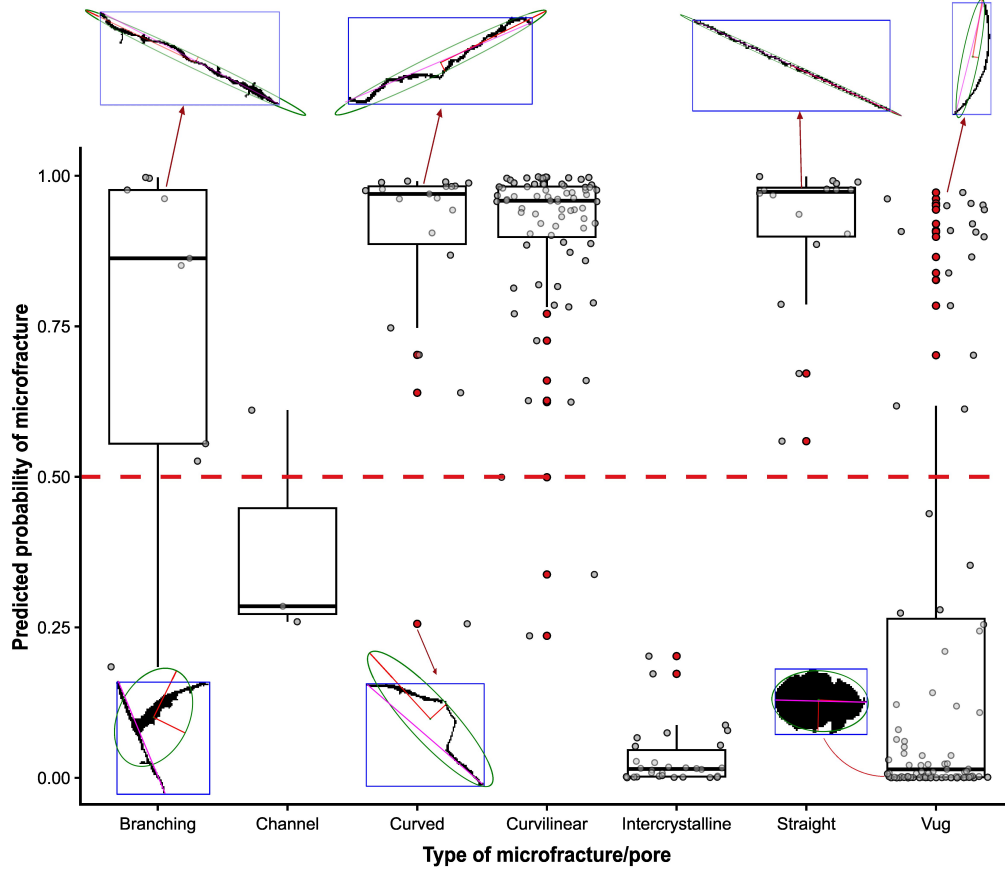 1.00
0.75
0.50
0.25
0.00
Predicted probability of microfracture
Branching Channel Curved Curvilinear Intercrystalline Straight Vug
Type of microfracture/pore